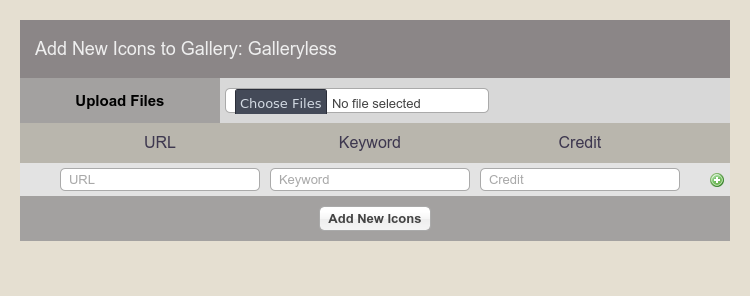 Add New Icons to Gallery: Galleryless
Upload Files
Choose Files No file selected
URL Keyword Credit
URL Keyword Credit
Add New Icons